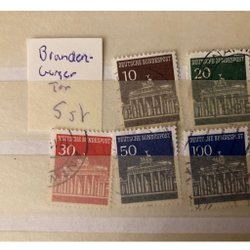 Branden-
burger
Tor
5 st
DEUTSCHE BUNDESPOST
10
DEUTSCHE BUNDESPOST
20
DEUTSCHE BUNDESPOST
30
DEUTSCHE BUNDESPOST
50
DEUTSCHE BUNDESPOST
100